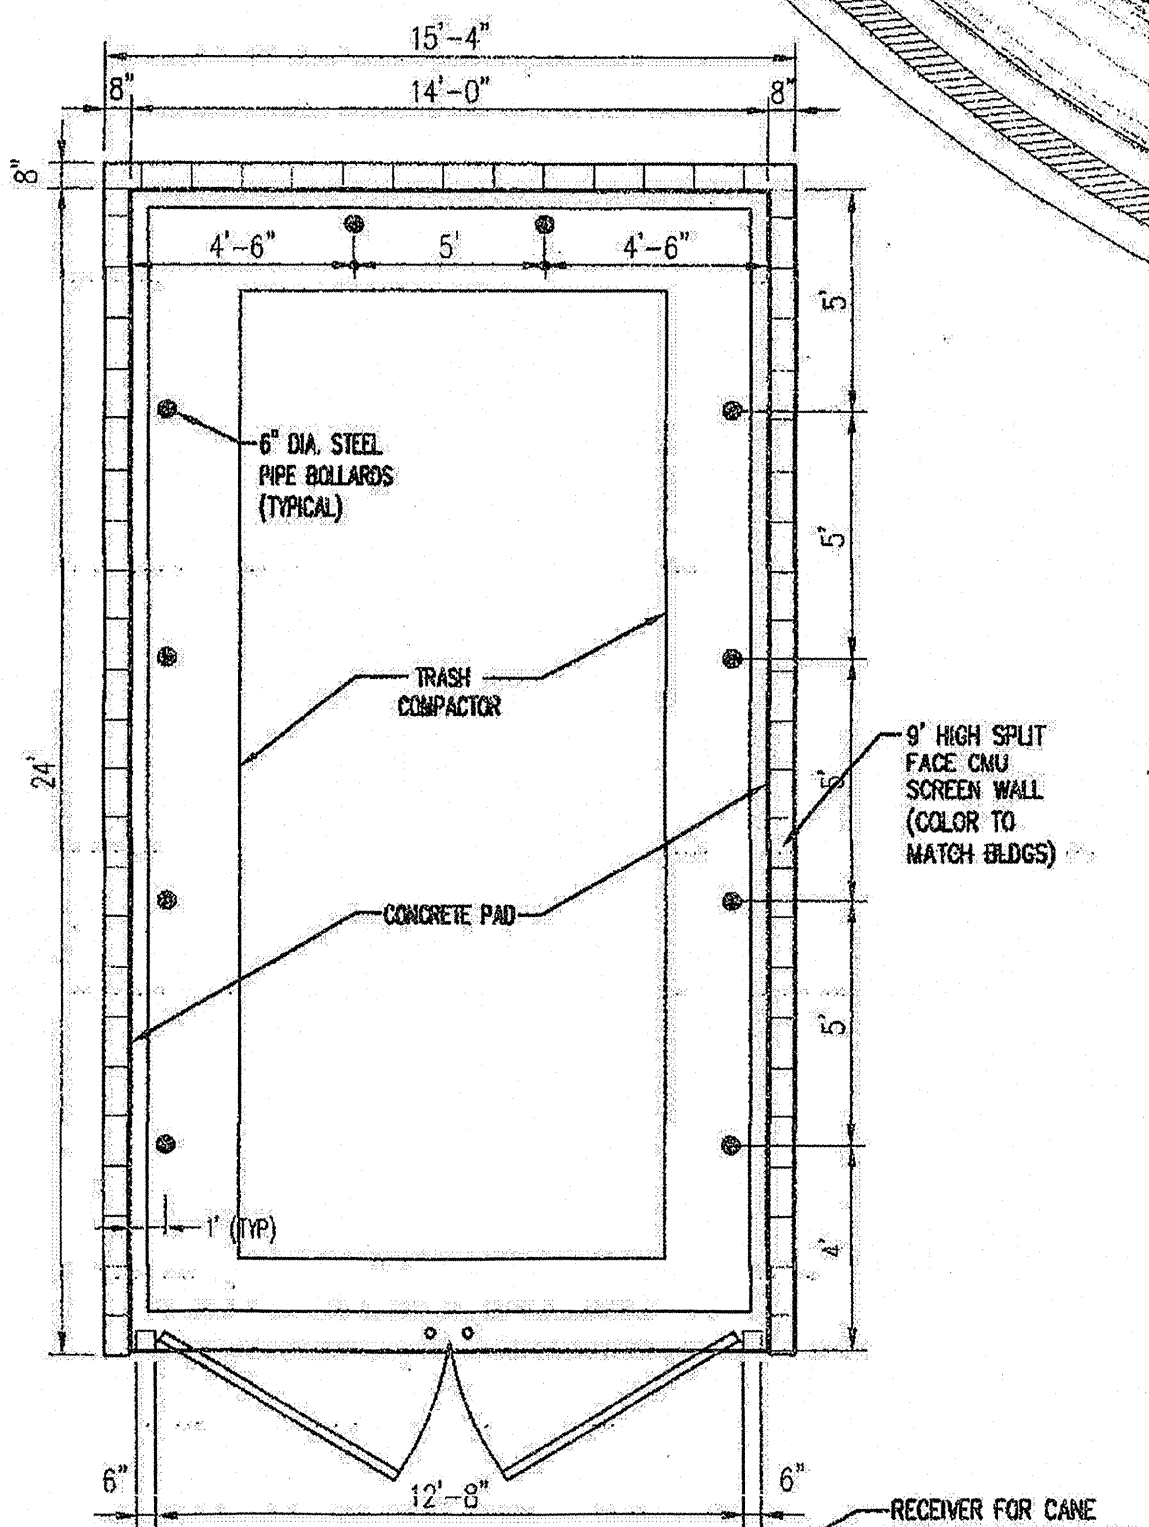 15'-4"
8"
14'-0"
8"
8"
4'-6"
5'
4'-6"
5'
6" DIA. STEEL
PIPE BOLLARDS
(TYPICAL)
5'
TRASH
COMPACTOR
24'
5'
9' HIGH SPLIT
FACE CMU
SCREEN WALL
(COLOR TO
MATCH BLDGS)
CONCRETE PAD
5'
1' (TYP)
4'
6"
12'-8"
6"
RECEIVER FOR CANE